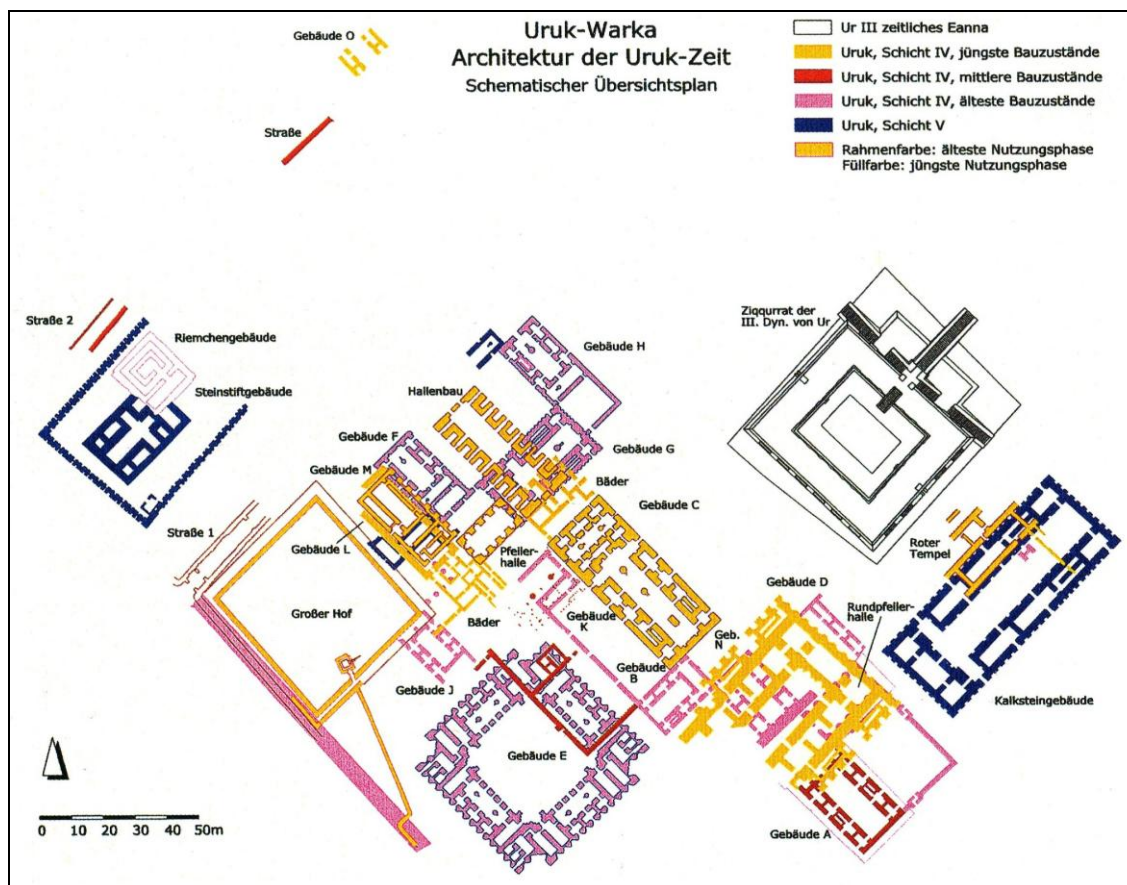 Uruk-Warka
Architektur der Uruk-Zeit
Schematischer Übersichtsplan
Ur III zeitliches Eanna
Uruk, Schicht IV, jüngste Bauzustände
Uruk, Schicht IV, mittlere Bauzustände
Uruk, Schicht IV, älteste Bauzustände
Uruk, Schicht V
Rahmenfarbe: älteste Nutzungsphase
Füllfarbe: jüngste Nutzungsphase
Gebäude O
Straße
Straße 2
Riemchengebäude
Steinstiftgebäude
Ziqqurrat der
III. Dyn. von Ur
Gebäude H
Hallenbau
Gebäude F
Gebäude G
Gebäude M
Bäder
Gebäude C
Straße 1
Gebäude L
Pfeiler-
halle
Roter
Tempel
Großer Hof
Bäder
Gebäude
K
Gebäude D
Rundpfeiler-
halle
Geb.
N
Gebäude
B
Gebäude J
Kalksteingebäude
Gebäude E
Gebäude A
0 10 20 30 40 50m